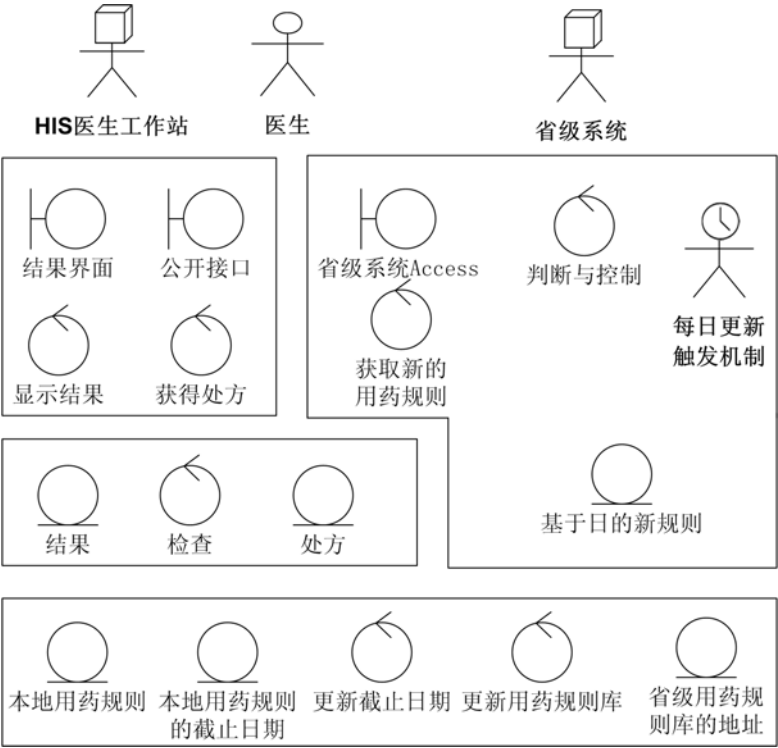 HIS医生工作站
医生
省级系统
结果界面
公开接口
省级系统Access
判断与控制
每日更新
触发机制
显示结果
获得处方
获取新的
用药规则
结果
检查
处方
基于日的新规则
本地用药规则
本地用药规则
的截止日期
更新截止日期
更新用药规则库
省级用药规
则库的地址